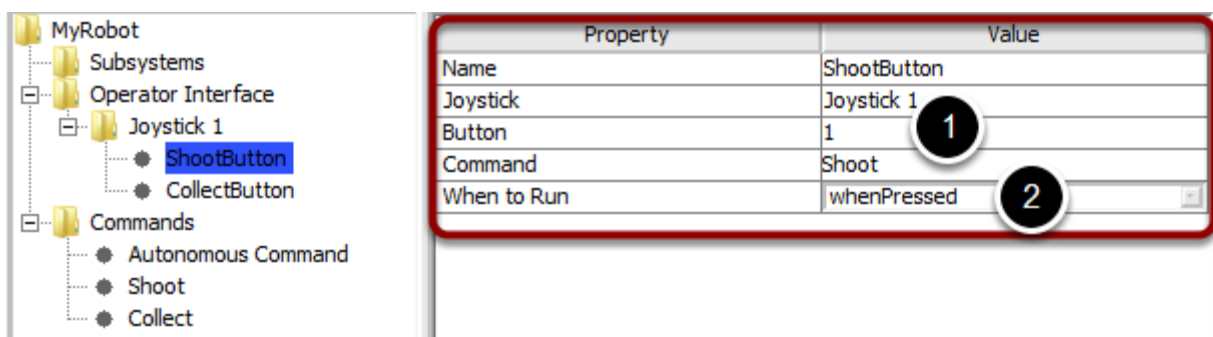 MyRobot
Subsystems
Operator Interface
Joystick 1
ShootButton
CollectButton
Commands
Autonomous Command
Shoot
Collect
Property Value
Name ShootButton
Joystick Joystick 1
Button 1
Command Shoot
When to Run whenPressed
1
2